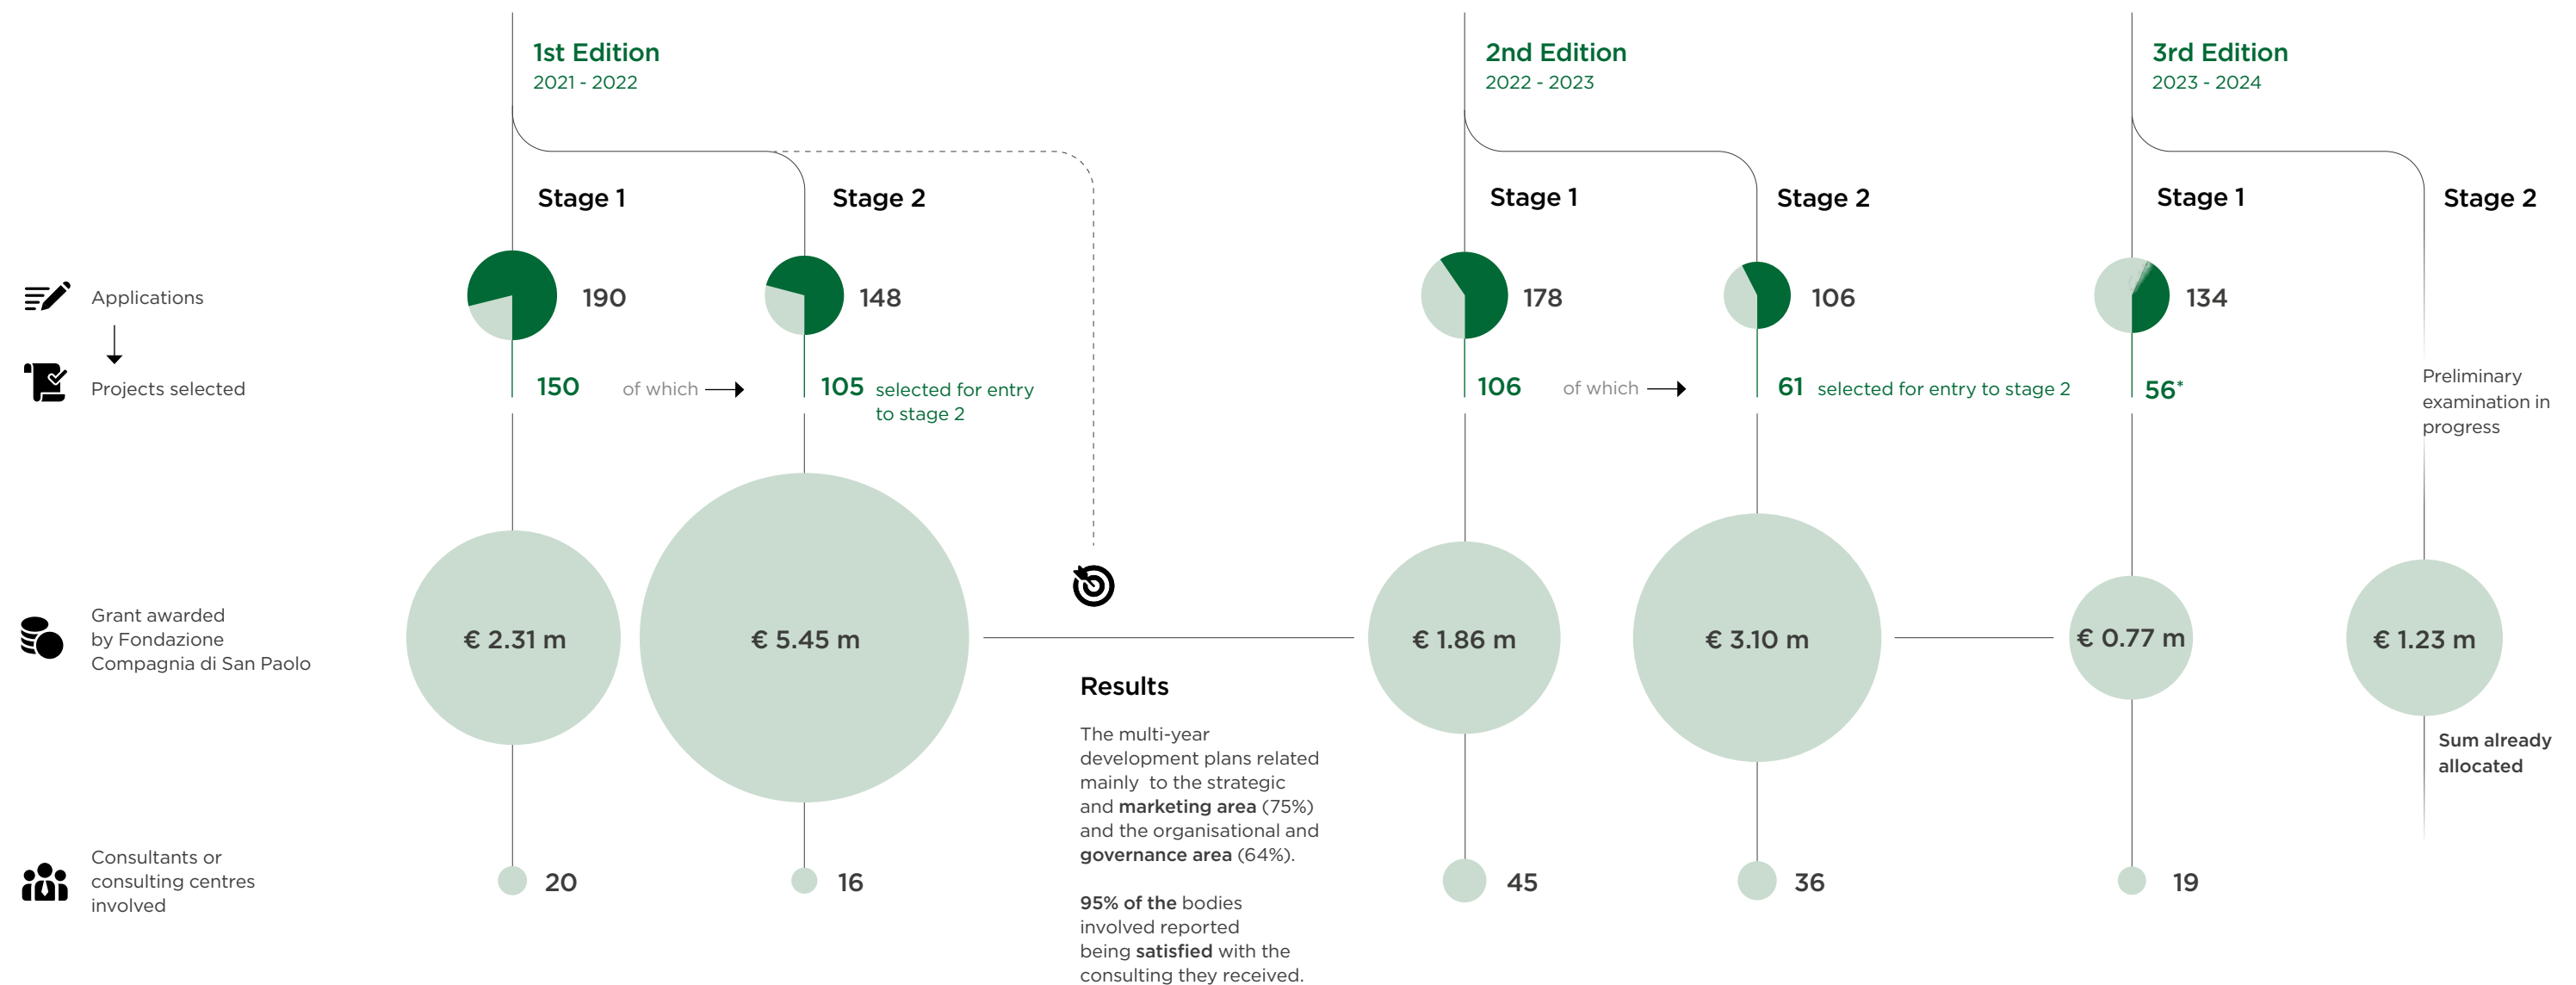 1st Edition
2021 - 2022
2nd Edition
2022 - 2023
3rd Edition
2023 - 2024
Stage 1
Stage 2
Stage 1
Stage 2
Stage 1
Stage 2
Applications
190
148
178
106
134
Projects selected
150
of which
105
selected for entry
to stage 2
106
of which
61
selected for entry to stage 2
56*
Preliminary
examination in
progress
Grant awarded
by Fondazione
Compagnia di San Paolo
€ 2.31 m
€ 5.45 m
€ 1.86 m
€ 3.10 m
€ 0.77 m
€ 1.23 m
Sum already
allocated
Results
The multi-year
development plans related
mainly to the strategic
and marketing area (75%)
and the organisational and
governance area (64%).
95% of the bodies
involved reported
being satisfied with the
consulting they received.
Consultants or
consulting centres
involved
20
16
45
36
19